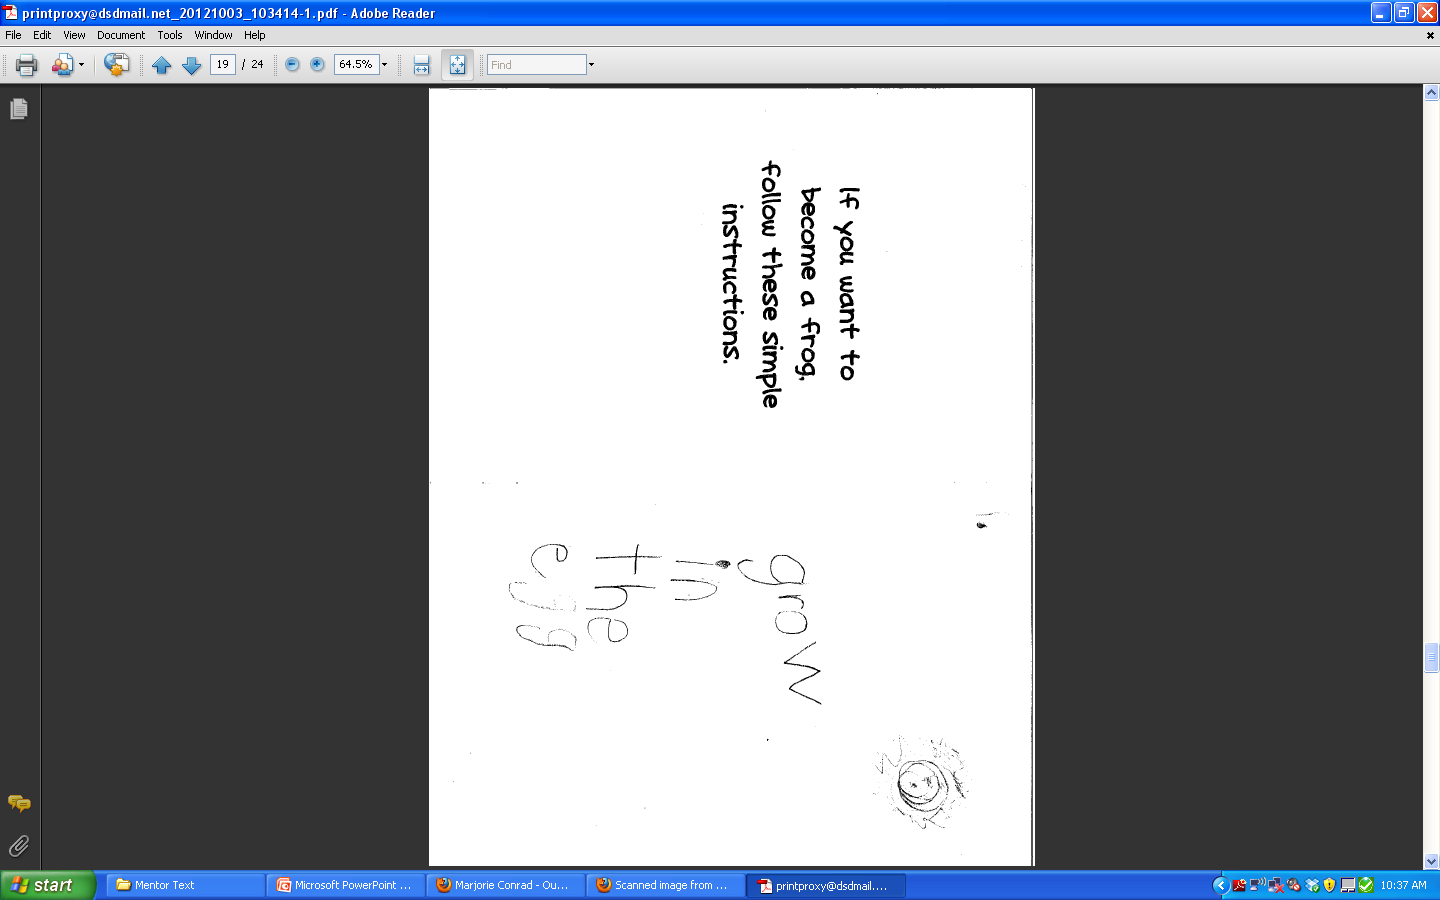 printproxy@dsdmail.net_20121003_103414-1.pdf - Adobe Reader
File Edit View Document Tools Window Help
19 / 24 64.5% Find
If you want to
become a frog,
follow these simple
instructions.
groW
in
the
egg
start Mentor Text Microsoft PowerPoint ... Marjorie Conrad - Ou... Scanned image from ... printproxy@dsdmail.... 10:37 AM